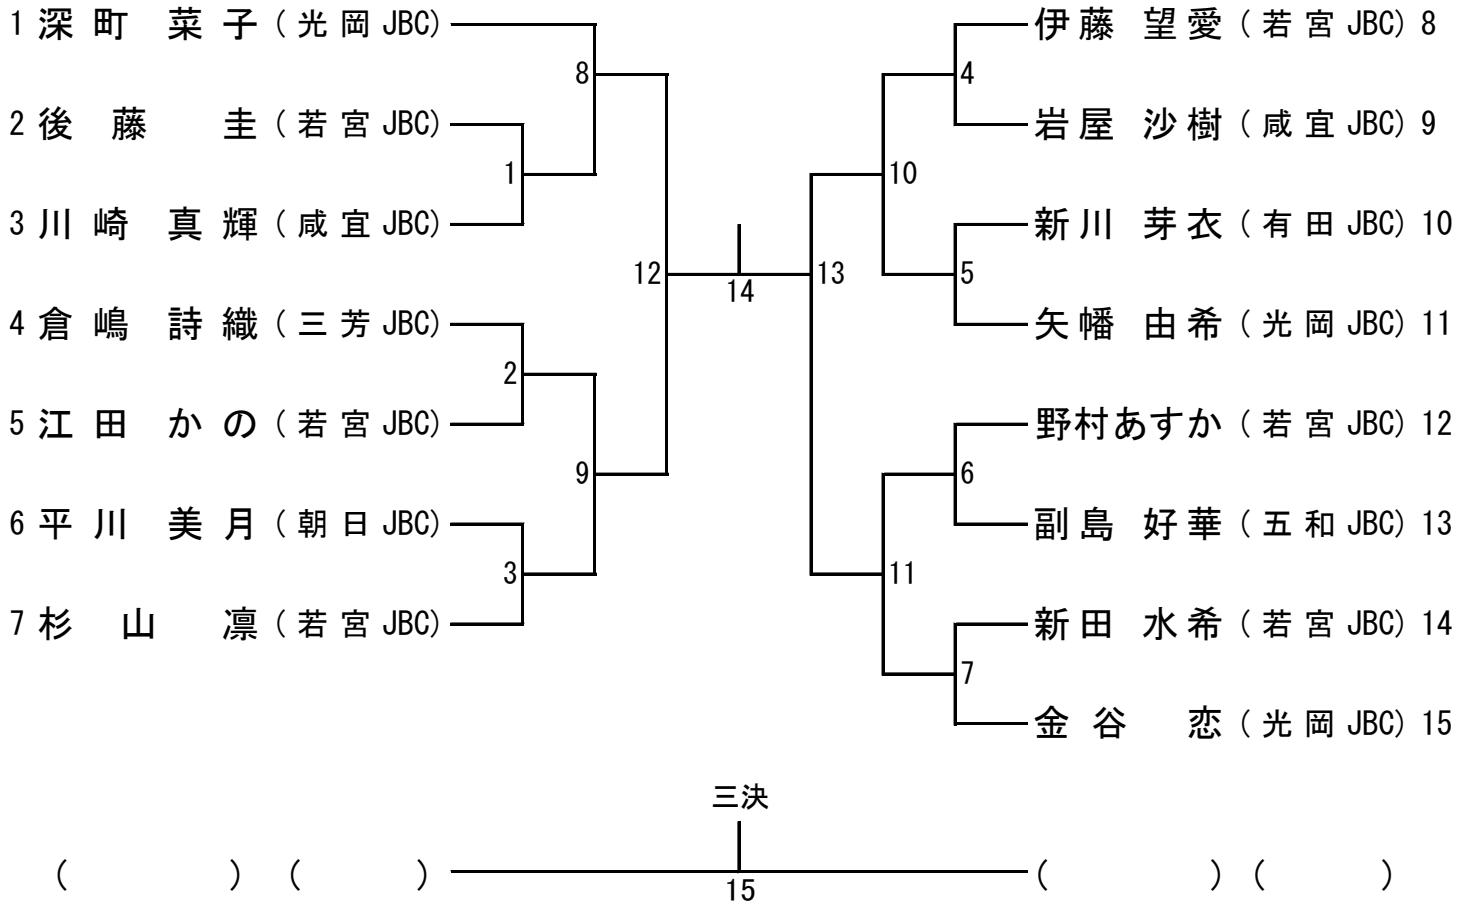 1 深町 菜子 (光岡 JBC)
8
2 後藤 圭 (若宮 JBC)
1
3 川崎 真輝 (咸宜 JBC)
12
4 倉嶋 詩織 (三芳 JBC)
2
5 江田 かの (若宮 JBC)
9
6 平川 美月 (朝日 JBC)
3
7 杉山 凛 (若宮 JBC)
14
伊藤 望愛 (若宮 JBC) 8
4
岩屋 沙樹 (咸宜 JBC) 9
10
新川 芽衣 (有田 JBC) 10
13
5
矢幡 由希 (光岡 JBC) 11
野村あすか (若宮 JBC) 12
6
副島 好華 (五和 JBC) 13
11
新田 水希 (若宮 JBC) 14
7
金谷 恋 (光岡 JBC) 15
三決
( ) ( ) ( ) ( )
15